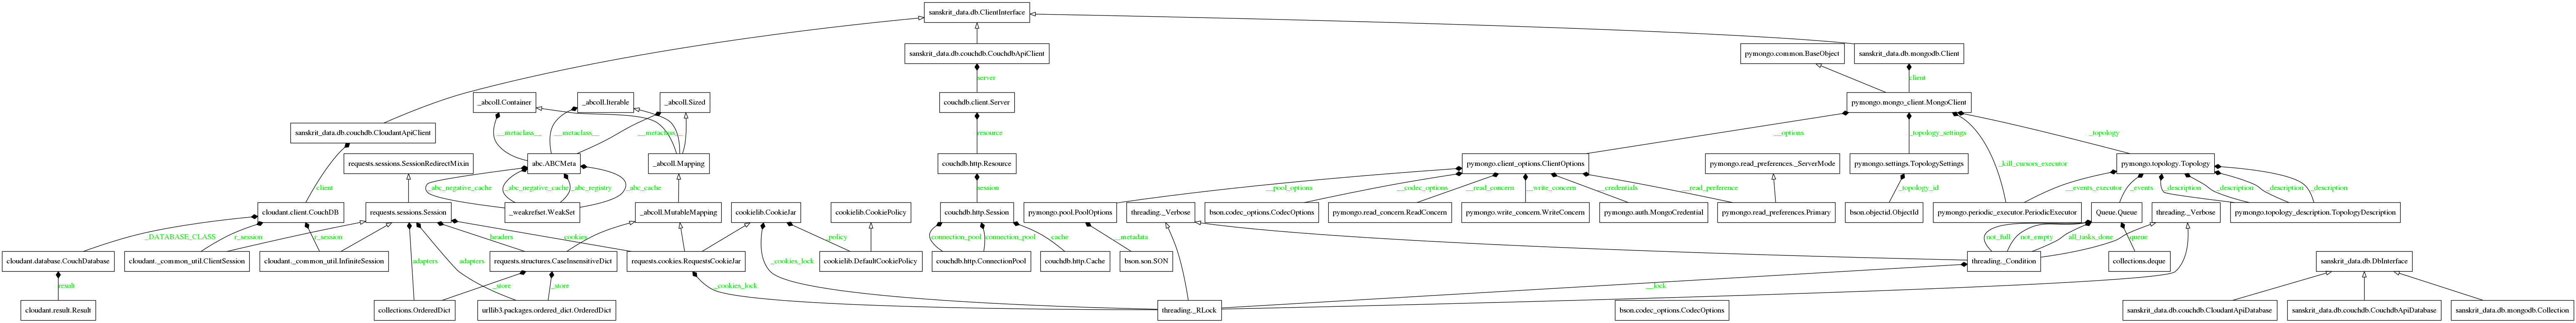 sanskrit_data.db.ClientInterface
sanskrit_data.db.couchdb.CouchdbApiClient
pymongo.common.BaseObject
sanskrit_data.db.mongodb.Client
server
client
_abcoll.Container
_abcoll.Iterable
_abcoll.Sized
couchdb.client.Server
pymongo.mongo_client.MongoClient
sanskrit_data.db.couchdb.CloudantApiClient
__metaclass__
__metaclass__
__metaclass__
resource
__options
_topology_settings
_topology
requests.sessions.SessionRedirectMixin
abc.ABCMeta
_abcoll.Mapping
couchdb.http.Resource
pymongo.client_options.ClientOptions
pymongo.read_preferences._ServerMode
pymongo.settings.TopologySettings
_kill_cursors_executor
pymongo.topology.Topology
client
_abc_negative_cache
_abc_negative_cache
_abc_registry
_abc_cache
session
__pool_options
__codec_options
__read_concern
__write_concern
__credentials
__read_preference
_topology_id
__events_executor
_events
_description
_description
_description
_description
cloudant.client.CouchDB
requests.sessions.Session
_weakrefset.WeakSet
_abcoll.MutableMapping
cookielib.CookieJar
cookielib.CookiePolicy
couchdb.http.Session
pymongo.pool.PoolOptions
threading._Verbose
bson.codec_options.CodecOptions
pymongo.read_concern.ReadConcern
pymongo.write_concern.WriteConcern
pymongo.auth.MongoCredential
pymongo.read_preferences.Primary
bson.objectid.ObjectId
pymongo.periodic_executor.PeriodicExecutor
Queue.Queue
threading._Verbose
pymongo.topology_description.TopologyDescription
_DATABASE_CLASS
r_session
r_session
headers
cookies
policy
connection_pool
connection_pool
cache
metadata
not_full
not_empty
all_tasks_done
queue
cloudant.database.CouchDatabase
cloudant._common_util.ClientSession
cloudant._common_util.InfiniteSession
adapters
adapters
requests.structures.CaseInsensitiveDict
requests.cookies.RequestsCookieJar
_cookies_lock
cookielib.DefaultCookiePolicy
couchdb.http.ConnectionPool
couchdb.http.Cache
bson.son.SON
threading._Condition
collections.deque
sanskrit_data.db.DbInterface
result
_store
_store
_cookies_lock
__lock
cloudant.result.Result
collections.OrderedDict
urllib3.packages.ordered_dict.OrderedDict
threading._RLock
bson.codec_options.CodecOptions
sanskrit_data.db.couchdb.CloudantApiDatabase
sanskrit_data.db.couchdb.CouchdbApiDatabase
sanskrit_data.db.mongodb.Collection